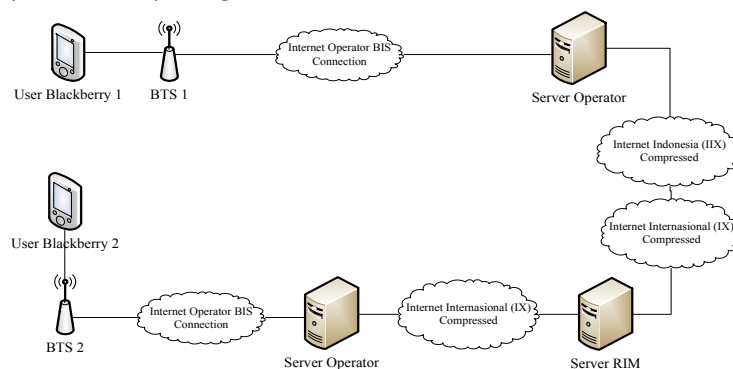 Internet Operator BIS
Connection
User Blackberry 1
BTS 1
Server Operator
Internet Indonesia (IIX)
Compressed
Internet Internasional (IX)
Compressed
User Blackberry 2
BTS 2
Internet Operator BIS
Connection
Server Operator
Internet Internasional (IX)
Compressed
Server RIM